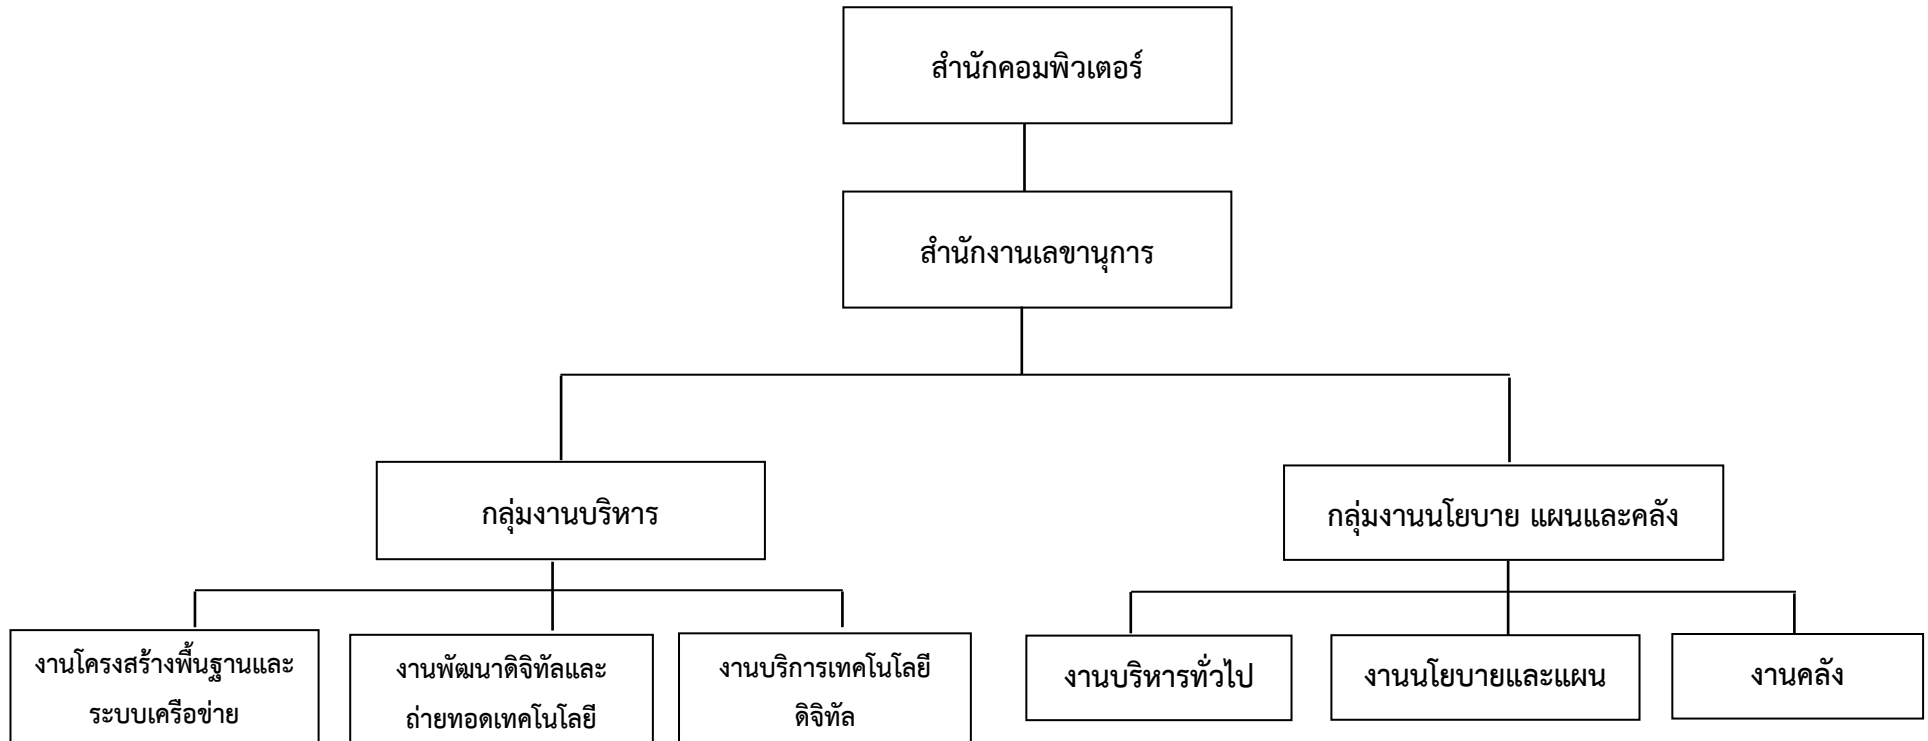 สำนักคอมพิวเตอร์
สำนักงานเลขานุการ
กลุ่มงานบริหาร
กลุ่มงานนโยบาย แผนและคลัง
งานโครงสร้างพื้นฐานและ
ระบบเครือข่าย
งานพัฒนาดิจิทัลและ
ถ่ายทอดเทคโนโลยี
งานบริการเทคโนโลยี
ดิจิทัล
งานบริหารทั่วไป
งานนโยบายและแผน
งานคลัง